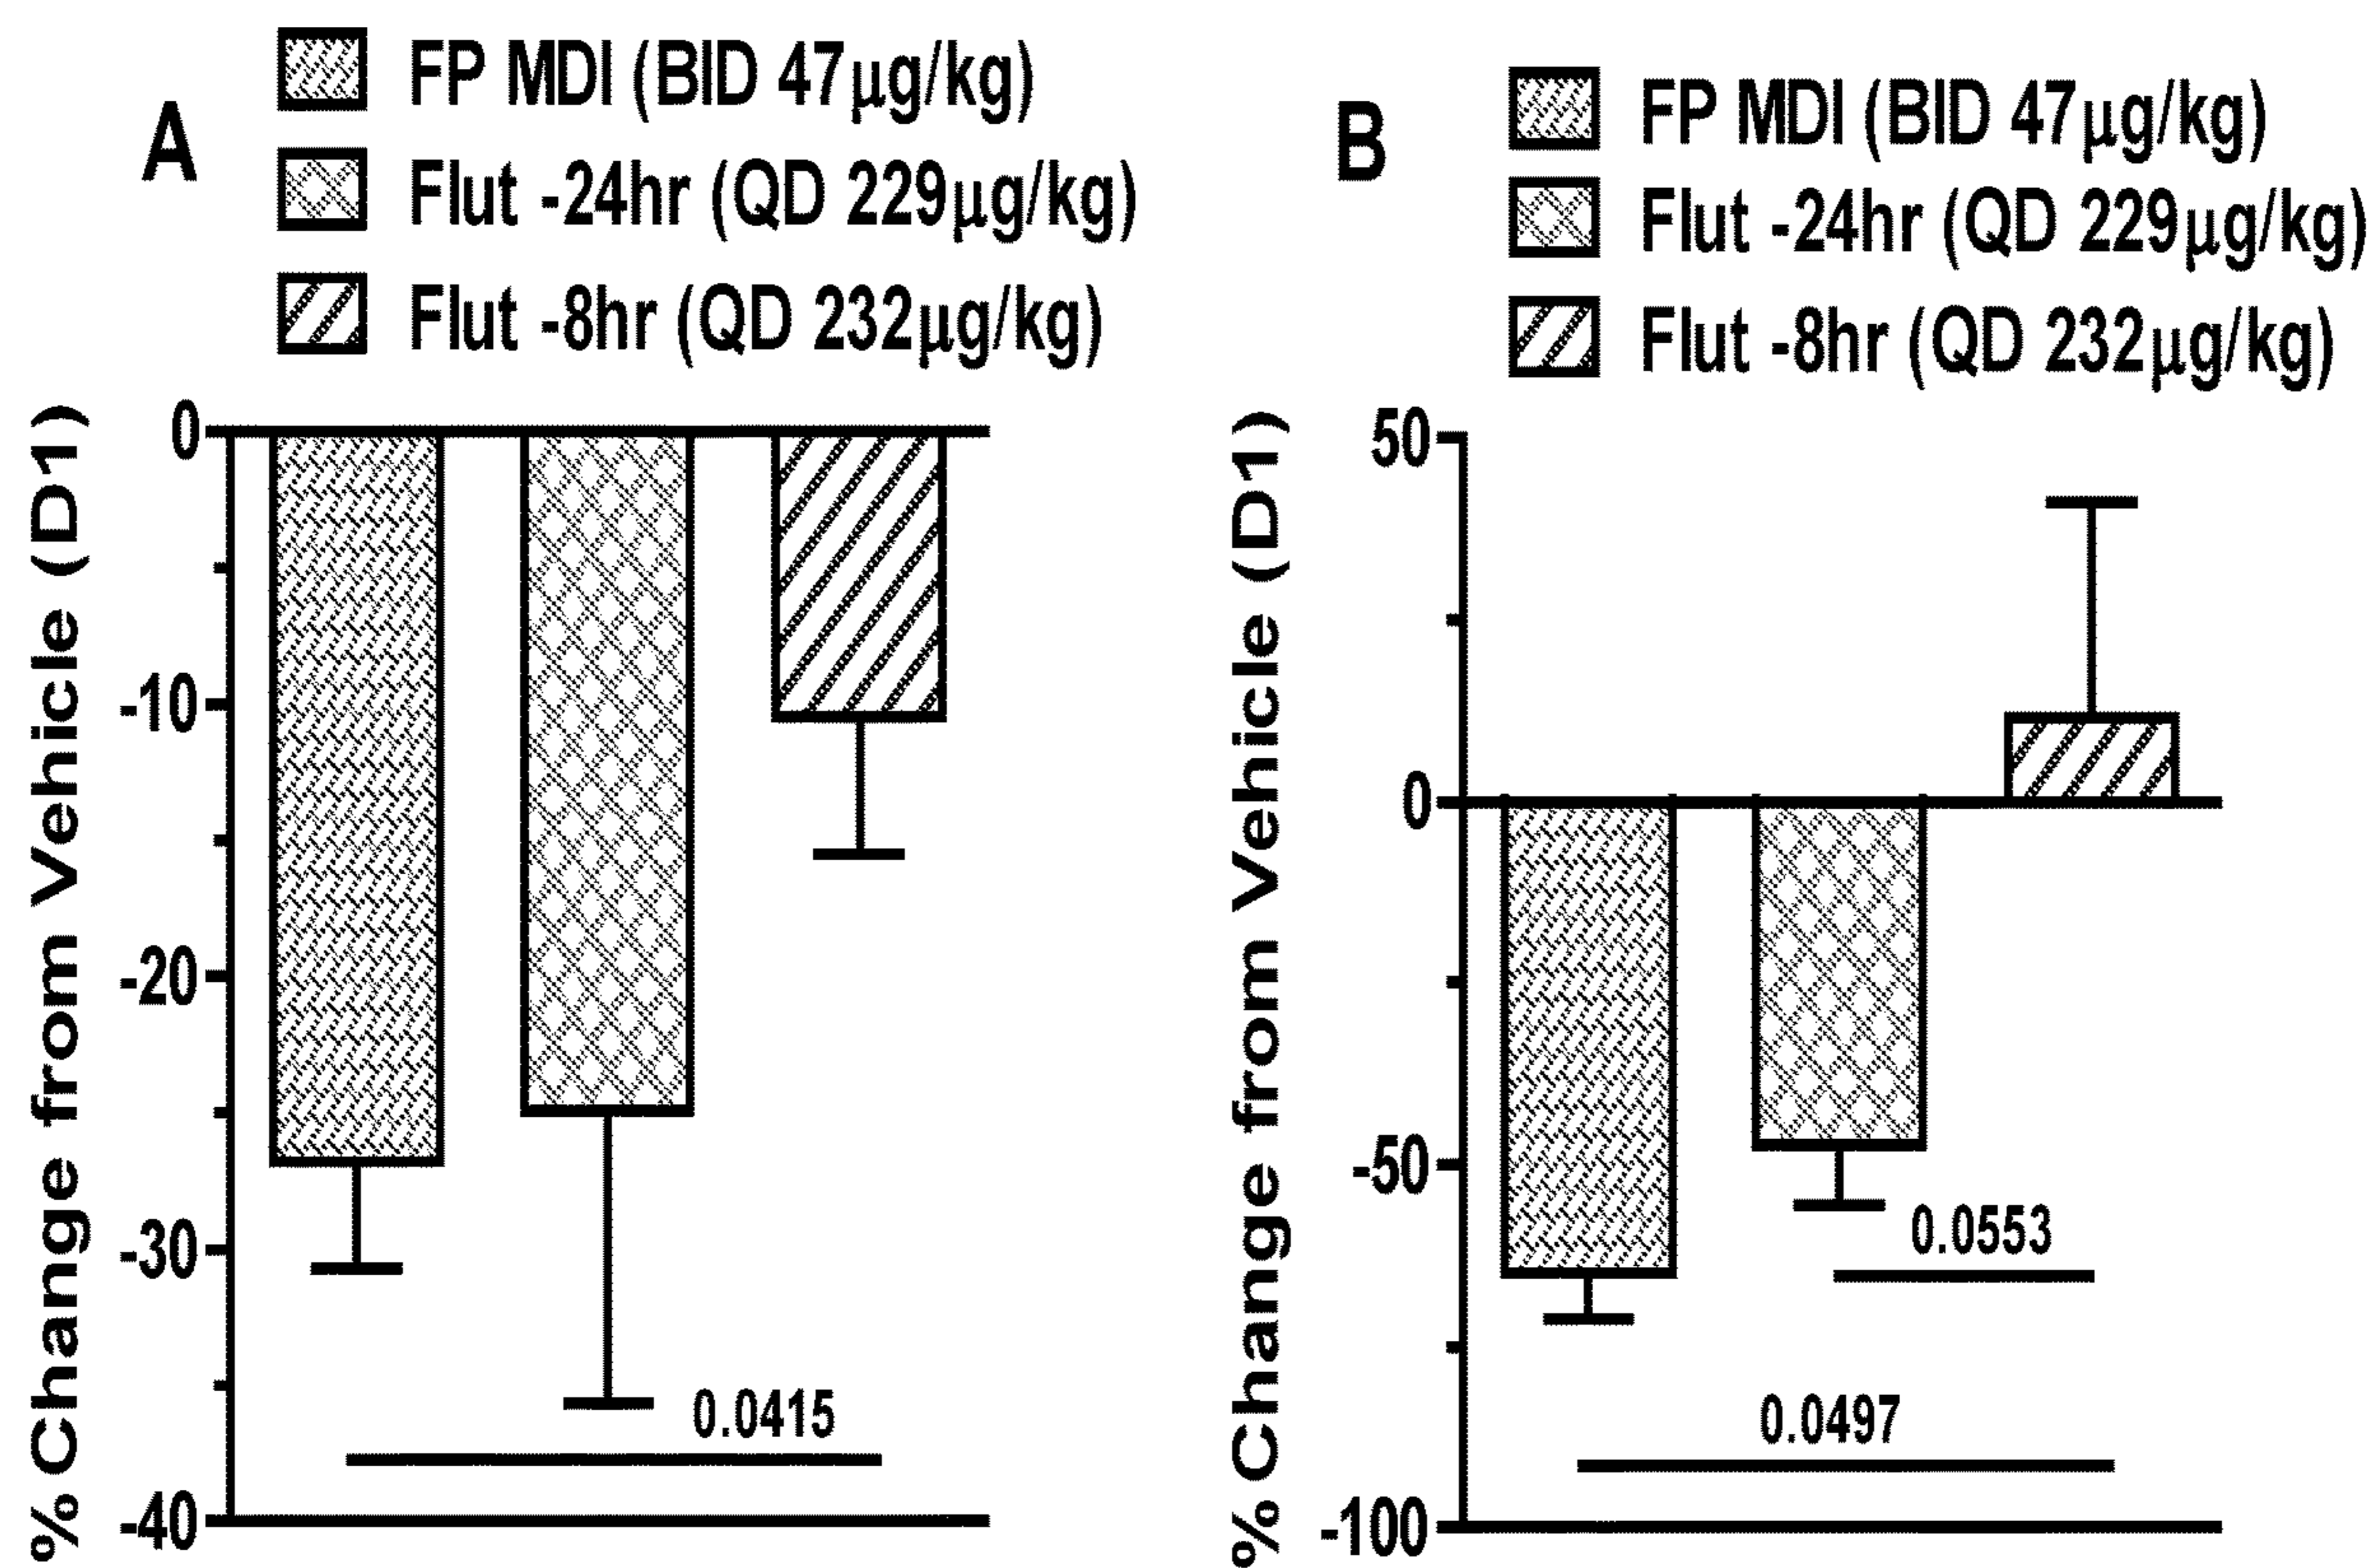 A
FP MDI (BID 47µg/kg)
Flut -24hr (QD 229µg/kg)
Flut -8hr (QD 232µg/kg)
% Change from Vehicle (D1)
0
-10
-20
-30
-40
0.0415
B
FP MDI (BID 47µg/kg)
Flut -24hr (QD 229µg/kg)
Flut -8hr (QD 232µg/kg)
% Change from Vehicle (D1)
50
0
-50
-100
0.0553
0.0497